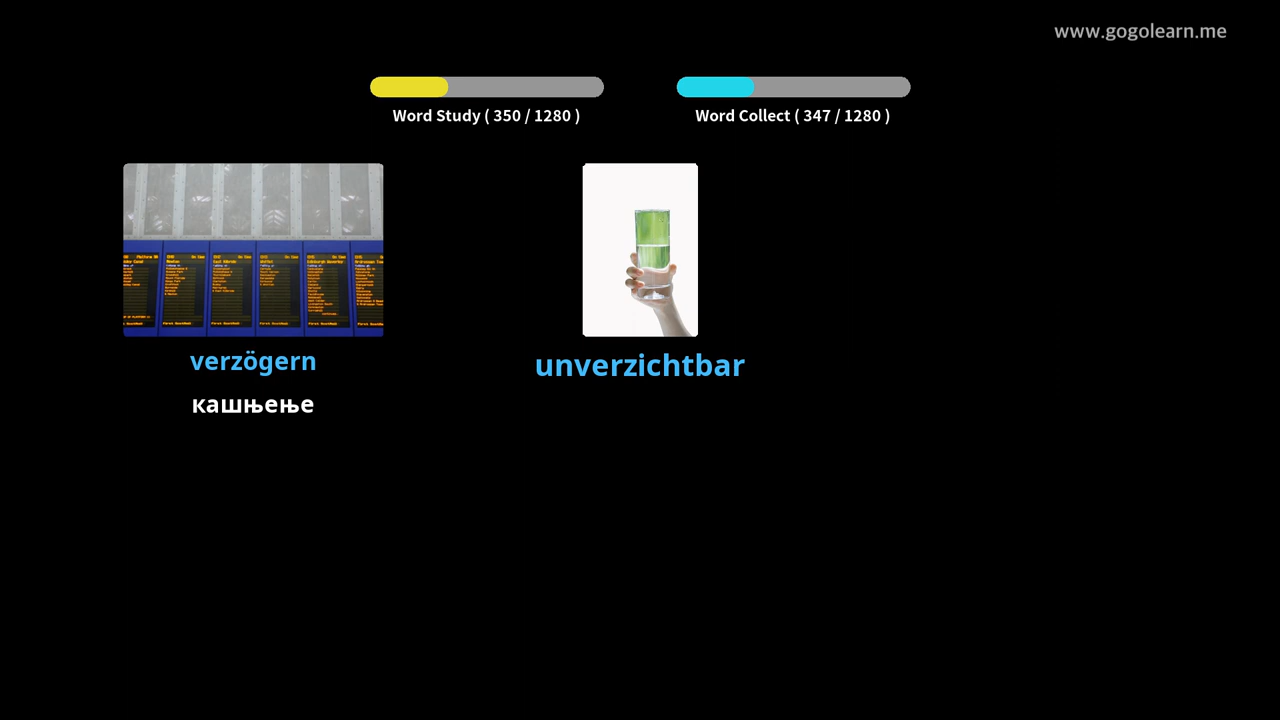 www.gogolearn.me
Word Study ( 350 / 1280 )
Word Collect ( 347 / 1280 )
verzögern
unverzichtbar
кашњење